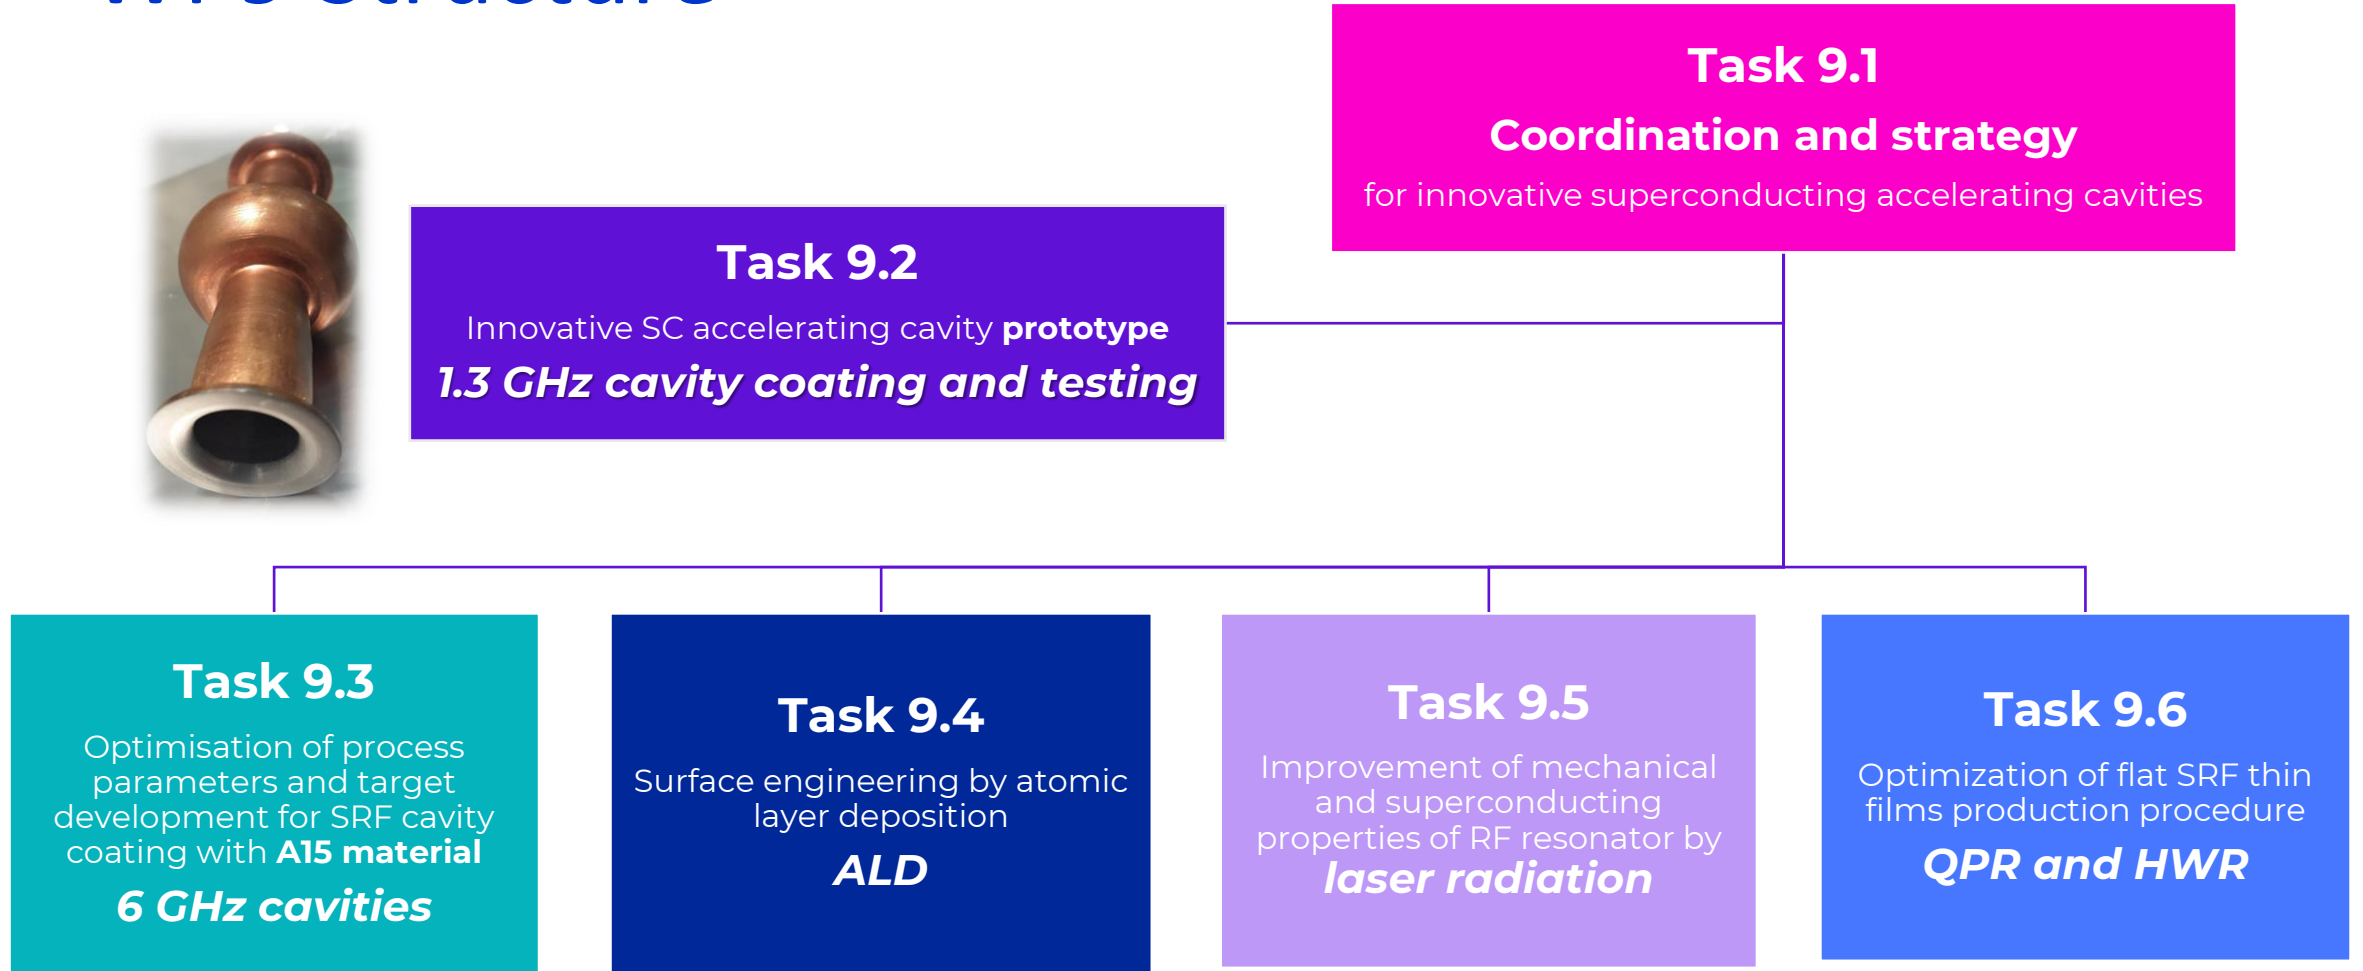 Structure
Task 9.1
Coordination and strategy
for innovative superconducting accelerating cavities
Task 9.2
Innovative SC accelerating cavity prototype
1.3 GHz cavity coating and testing
Task 9.3
Optimisation of process
parameters and target
development for SRF cavity
coating with A15 material
6 GHz cavities
Task 9.4
Surface engineering by atomic
layer deposition
ALD
Task 9.5
Improvement of mechanical
and superconducting
properties of RF resonator by
laser radiation
Task 9.6
Optimization of flat SRF thin
films production procedure
QPR and HWR